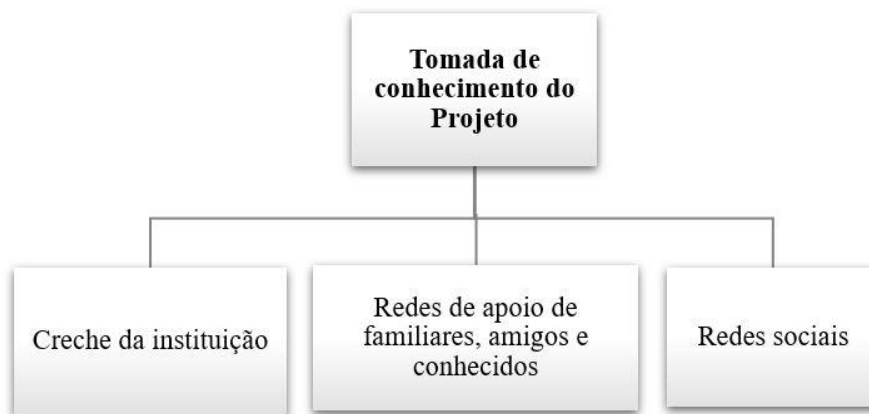 Tomada de
conhecimento do
Projeto
Creche da instituição
Redes de apoio de
familiares, amigos e
conhecidos
Redes sociais